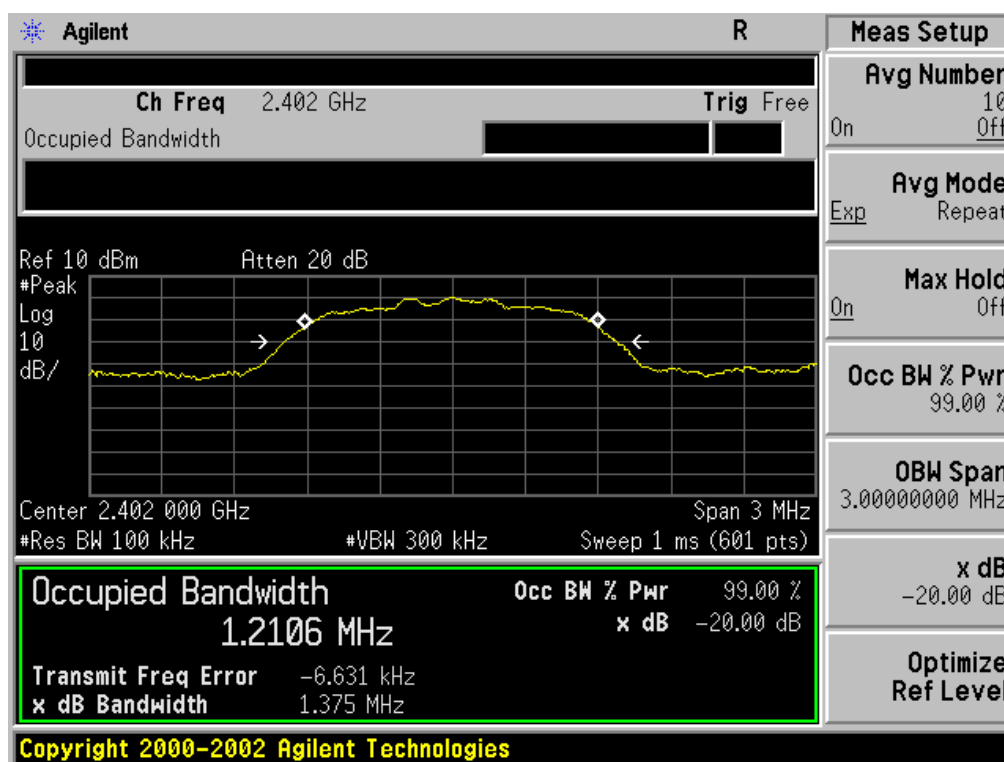 Agilent R Meas Setup
Ch Freq 2.402 GHz Trig Free
Occupied Bandwidth
Ref 10 dBm Atten 20 dB
#Peak
Log
10
dB/
Center 2.402 000 GHz Span 3 MHz
#Res BW 100 kHz #VBW 300 kHz Sweep 1 ms (601 pts)
Occupied Bandwidth
1.2106 MHz
Occ BW % Pwr 99.00 %
x dB -20.00 dB
Transmit Freq Error -6.631 kHz
x dB Bandwidth 1.375 MHz
Avg Number
10
On Off
Avg Mode
Exp Repeat
Max Hold
On Off
Occ BW % Pwr
99.00 %
OBW Span
3.00000000 MHz
x dB
-20.00 dB
Optimize
Ref Level
Copyright 2000-2002 Agilent Technologies